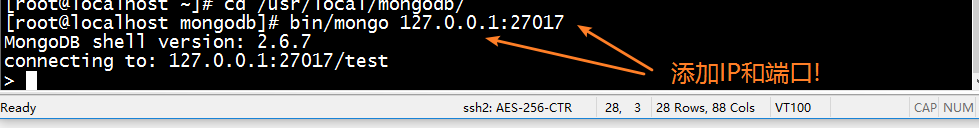 [root@localhost ~]# cd /usr/local/mongodb/
[root@localhost mongodb]# bin/mongo 127.0.0.1:27017
MongoDB shell version: 2.6.7
connecting to: 127.0.0.1:27017/test
>
添加IP和端口!
Ready ssh2: AES-256-CTR 28, 3 28 Rows, 88 Cols VT100 CAP NUM